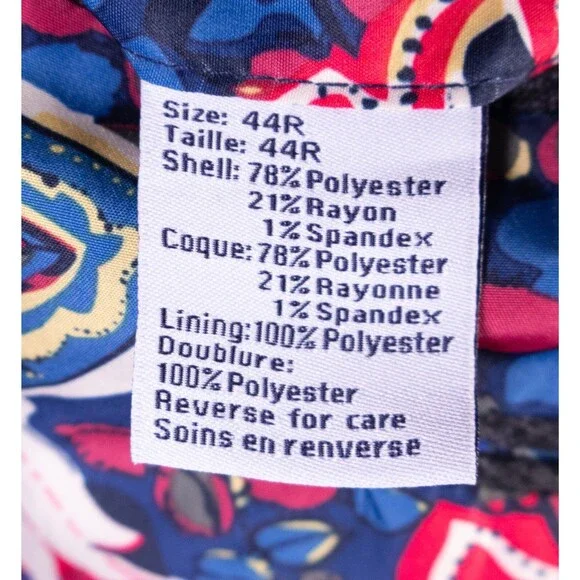 Size: 44R
Taille: 44R
Shell: 78% Polyester
21% Rayon
1% Spandex
Coque: 78% Polyester
21% Rayonne
1% Spandex
Lining: 100% Polyester
Doublure:
100% Polyester
Reverse for care
Soins en renverse